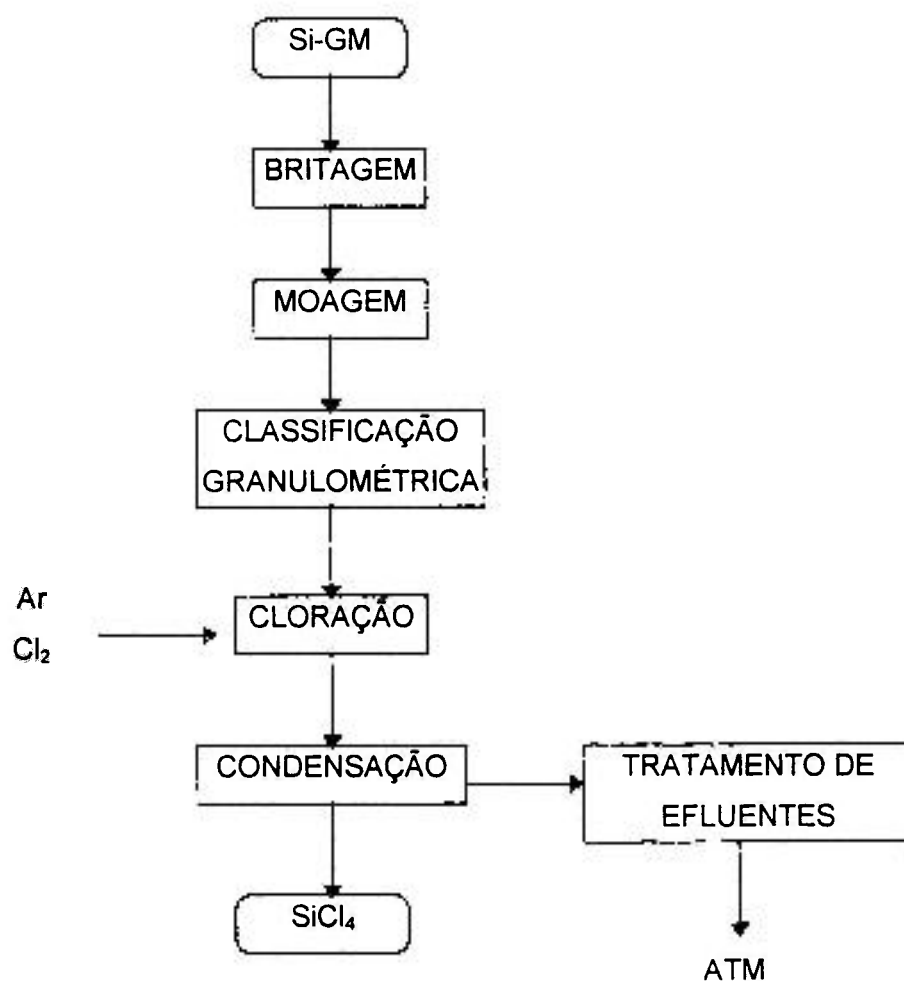 Si-GM
BRITAGEM
MOAGEM
CLASSIFICAÇÃO
GRANULOMÉTRICA
Ar
Cl₂
CLORAÇÃO
CONDENSAÇÃO
TRATAMENTO DE
EFLUENTES
SiCl₄
ATM